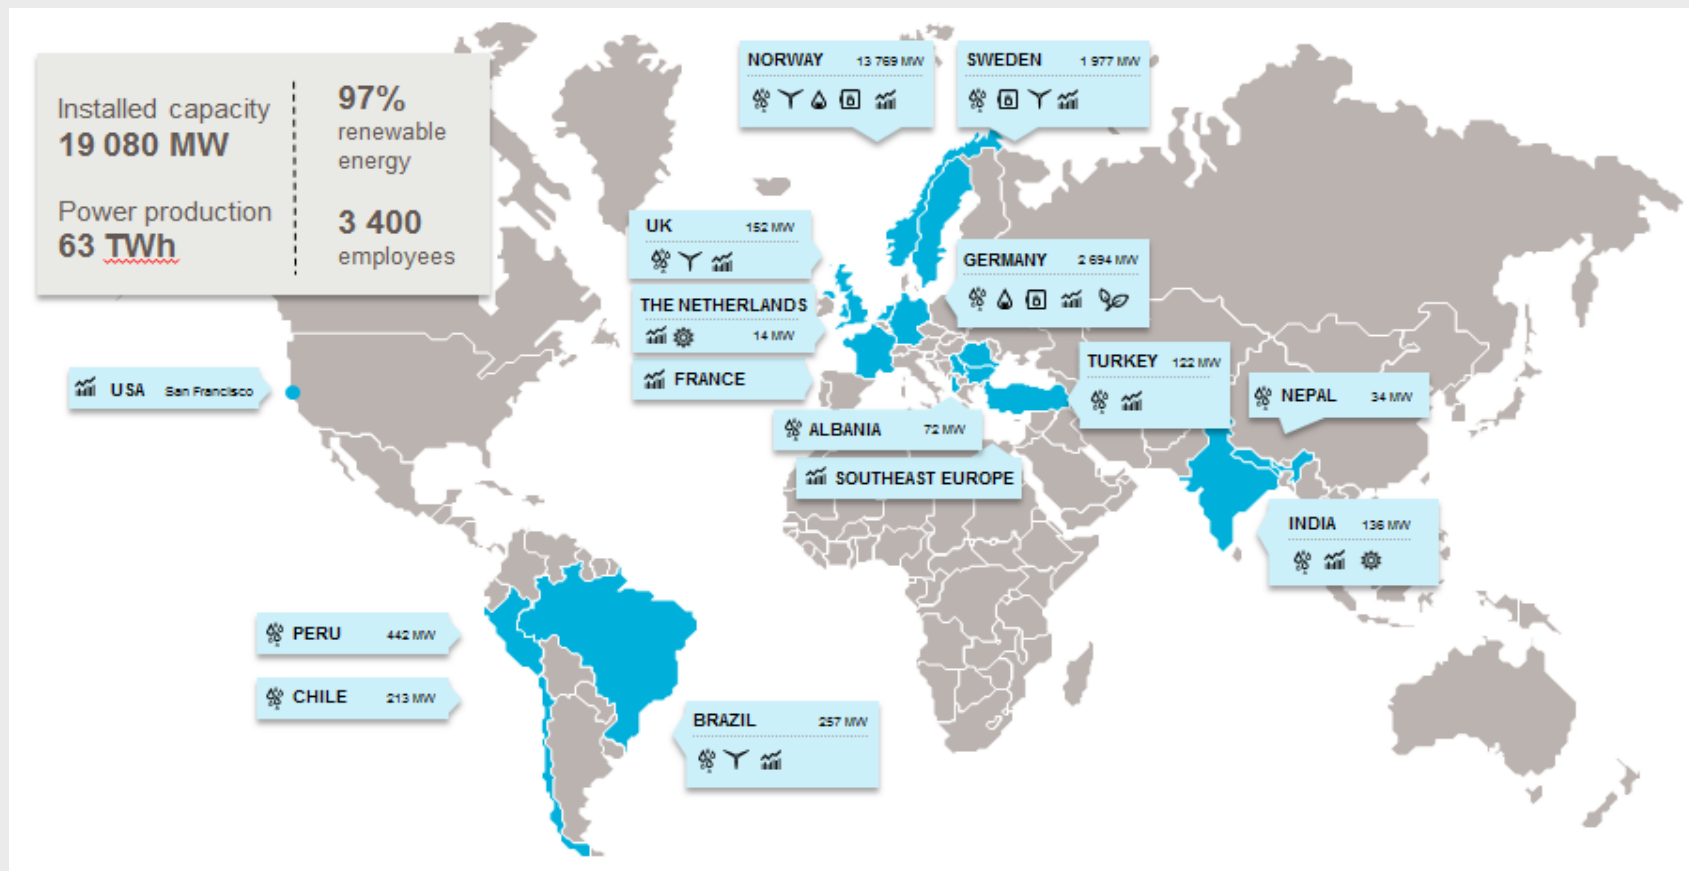 Installed capacity
19 080 MW
Power production
63 TWh
97%
renewable
energy
3 400
employees
NORWAY 13 769 MW
SWEDEN 1 977 MW
UK 152 MW
THE NETHERLANDS
14 MW
FRANCE
GERMANY 2 694 MW
TURKEY 122 MW
NEPAL 34 MW
USA San Francisco
ALBANIA 72 MW
SOUTHEAST EUROPE
INDIA 136 MW
PERU 442 MW
CHILE 213 MW
BRAZIL 257 MW